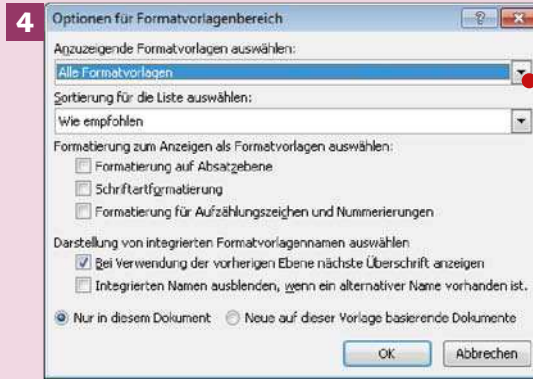 4
Optionen für Formatvorlagenbereich
Anzuzeigende Formatvorlagen auswählen:
Alle Formatvorlagen
Sortierung für die Liste auswählen:
Wie empfohlen
Formatierung zum Anzeigen als Formatvorlagen auswählen:
Formatierung auf Absatzebene
Schriftartformatierung
Formatierung für Aufzählungszeichen und Nummerierungen
Darstellung von integrierten Formatvorlagennamen auswählen
Bei Verwendung der vorherigen Ebene nächste Überschrift anzeigen
Integrierten Namen ausblenden, wenn ein alternativer Name vorhanden ist.
Nur in diesem Dokument Neue auf dieser Vorlage basierende Dokumente
OK Abbrechen